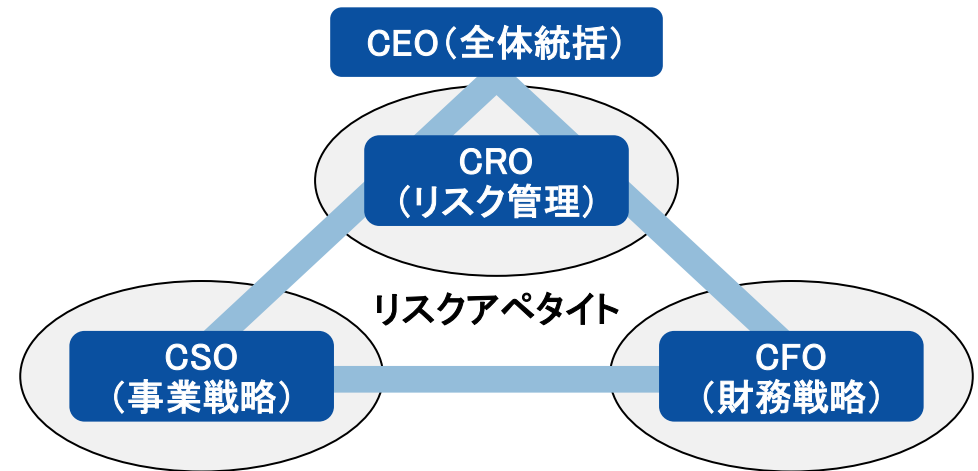 CEO（全体統括）
CRO
（リスク管理）
リスクアペタイト
CSO
（事業戦略）
CFO
（財務戦略）